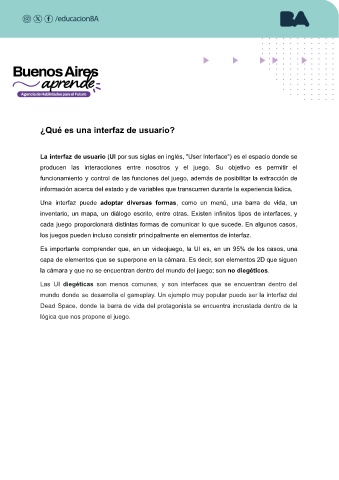 /educacionBA
BA
Buenos Aires
aprende
Agencia de Habilidades para el Futuro
¿Qué es una interfaz de usuario?
La interfaz de usuario (UI por sus siglas en inglés, "User Interface") es el espacio donde se
producen las interacciones entre nosotros y el juego. Su objetivo es permitir el
funcionamiento y control de las funciones del juego, además de posibilitar la extracción de
información acerca del estado y de variables que transcurren durante la experiencia lúdica.
Una interfaz puede adoptar diversas formas, como un menú, una barra de vida, un
inventario, un mapa, un diálogo escrito, entre otras. Existen infinitos tipos de interfaces, y
cada juego proporcionará distintas formas de comunicar lo que sucede. En algunos casos,
los juegos pueden incluso consistir principalmente en elementos de interfaz.
Es importante comprender que, en un videojuego, la UI es, en un 95% de los casos, una
capa de elementos que se superpone en la cámara. Es decir, son elementos 2D que siguen
la cámara y que no se encuentran dentro del mundo del juego; son no diegéticos.
Las UI diegéticas son menos comunes, y son interfaces que se encuentran dentro del
mundo donde se desarrolla el gameplay. Un ejemplo muy popular puede ser la interfaz del
Dead Space, donde la barra de vida del protagonista se encuentra incrustada dentro de la
lógica que nos propone el juego.